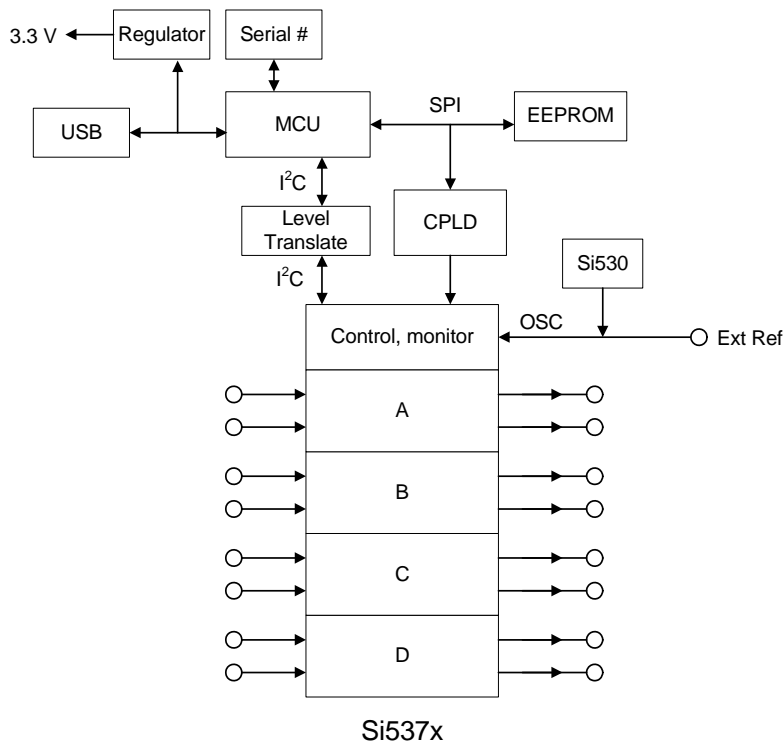 3.3 V
Regulator
Serial #
USB
MCU
SPI
EEPROM
I²C
Level
Translate
CPLD
I²C
Si530
Control, monitor
OSC
Ext Ref
A
B
C
D
Si537x